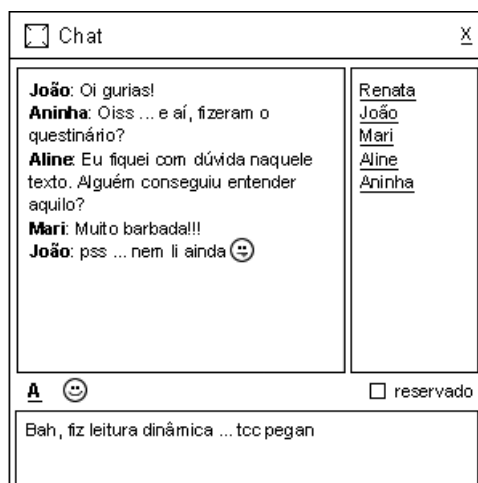 Chat X
João: Oi gurias!
Aninha: Oiss ... e aí, fizeram o
questinário?
Aline: Eu fiquei com dúvida naquele
texto. Alguém conseguiu entender
aquilo?
Mari: Muito barbada!!!
João: pss ... nem li ainda
Renata
João
Mari
Aline
Aninha
A
reservado
Bah, fiz leitura dinâmica ... tcc pegan